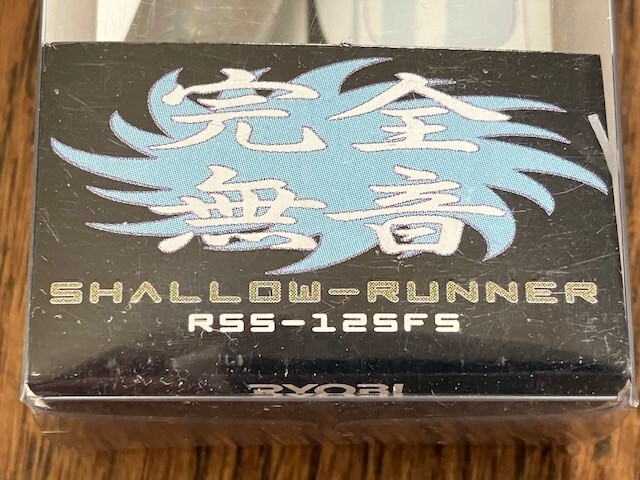 完全
無音
SHALLOW-RUNNER
RSS-125FS
RYOBI